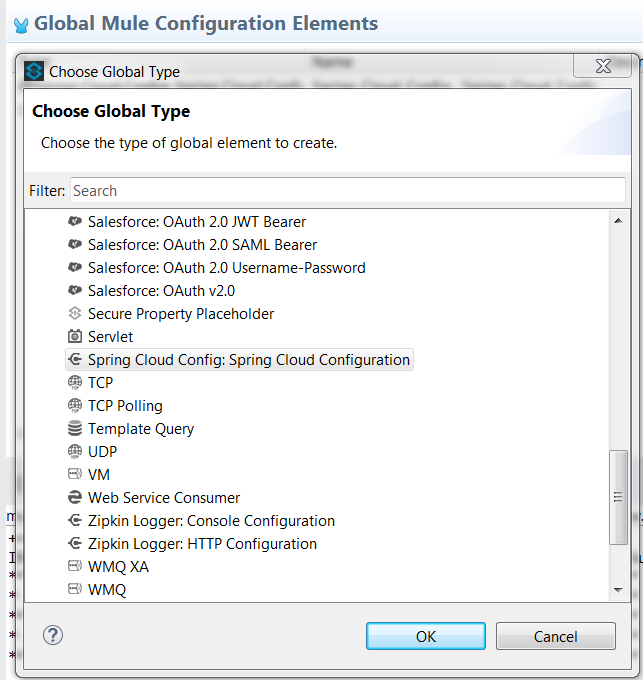 Global Mule Configuration Elements
Choose Global Type
Choose Global Type
Choose the type of global element to create.
Filter: Search
Salesforce: OAuth 2.0 JWT Bearer
Salesforce: OAuth 2.0 SAML Bearer
Salesforce: OAuth 2.0 Username-Password
Salesforce: OAuth v2.0
Secure Property Placeholder
Servlet
Spring Cloud Config: Spring Cloud Configuration
TCP
TCP Polling
Template Query
UDP
VM
Web Service Consumer
Zipkin Logger: Console Configuration
Zipkin Logger: HTTP Configuration
WMQ XA
WMQ
OK
Cancel